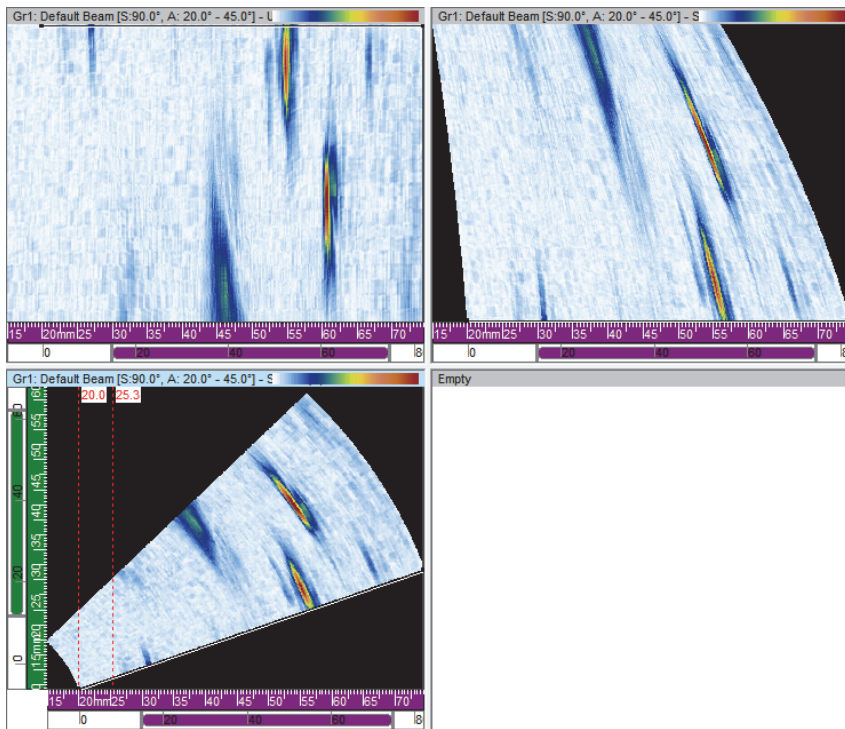 Gr1: Default Beam [S:90.0°, A: 20.0° - 45.0°] - U
Gr1: Default Beam [S:90.0°, A: 20.0° - 45.0°] - S
15 20mm 25 30 35 40 45 50 55 60 65 70
0 20 40 60 8
15 20mm 25 30 35 40 45 50 55 60 65 70
0 20 40 60 8
Gr1: Default Beam [S:90.0°, A: 20.0° - 45.0°] - S
Empty
20.0 25.3
60 55 50 45 40 35 30 25 20 15mm
60 40 20 0
15 20mm 25 30 35 40 45 50 55 60 65 70
0 20 40 60 8